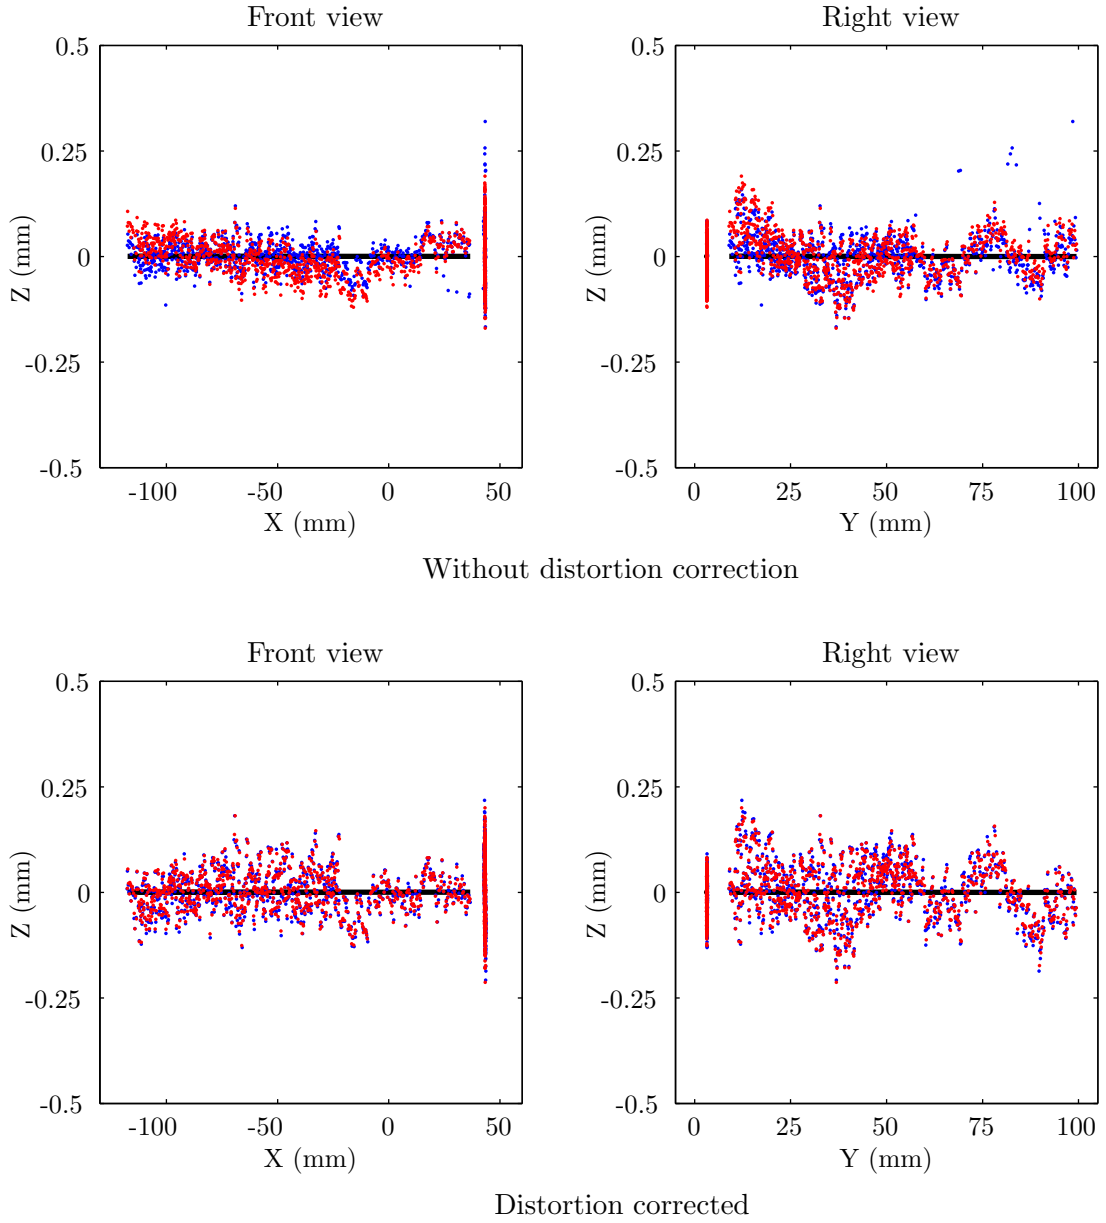 Front view
Right view
0.5
0.5
0.25
0.25
0
0
-0.25
-0.25
-0.5
-0.5
Z (mm)
Z (mm)
-100 -50 0 50
0 25 50 75 100
X (mm)
Y (mm)
Without distortion correction
Front view
Right view
0.5
0.5
0.25
0.25
0
0
-0.25
-0.25
-0.5
-0.5
Z (mm)
Z (mm)
-100 -50 0 50
0 25 50 75 100
X (mm)
Y (mm)
Distortion corrected